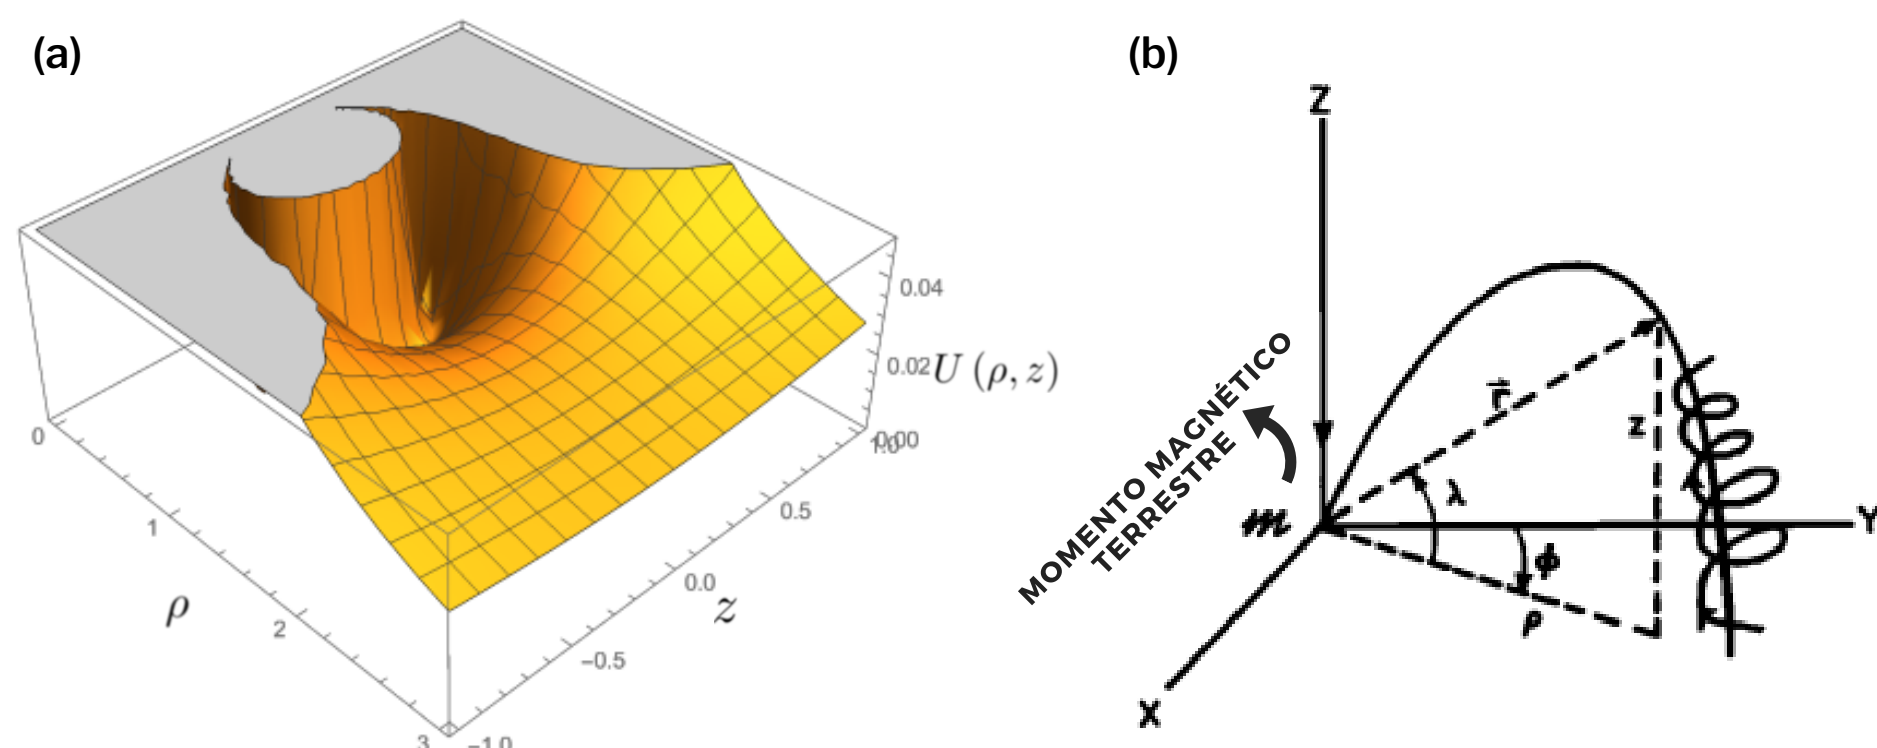 (a)
0.04
0.02
U (ρ, z)
0.00
1.0
0.5
0.0
−0.5
−1.0
z
0
1
2
3
ρ
(b)
Z
r⃗
z
λ
m
Y
ϕ
ρ
X
MOMENTO MAGNÉTICO
TERRESTRE